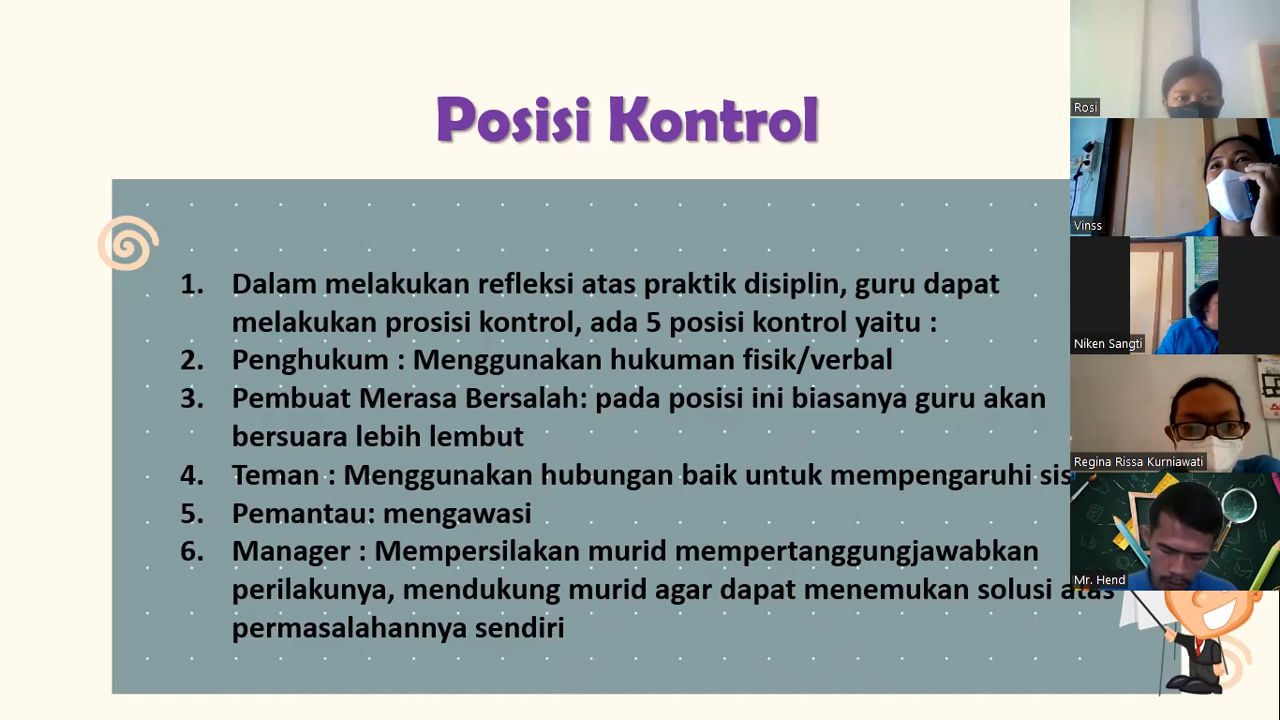 Posisi Kontrol
1. Dalam melakukan refleksi atas praktik disiplin, guru dapat
melakukan prosisi kontrol, ada 5 posisi kontrol yaitu :
2. Penghukum : Menggunakan hukuman fisik/verbal
3. Pembuat Merasa Bersalah: pada posisi ini biasanya guru akan
bersuara lebih lembut
4. Teman : Menggunakan hubungan baik untuk mempengaruhi
5. Pemantau: mengawasi
6. Manager : Mempersilakan murid mempertanggungjawabkan
perilakunya, mendukung murid agar dapat menemukan solusi atas
permasalahannya sendiri
Rosi
Vinss
Niken Sangti
Regina Rissa Kurniawati
Mr. Hend